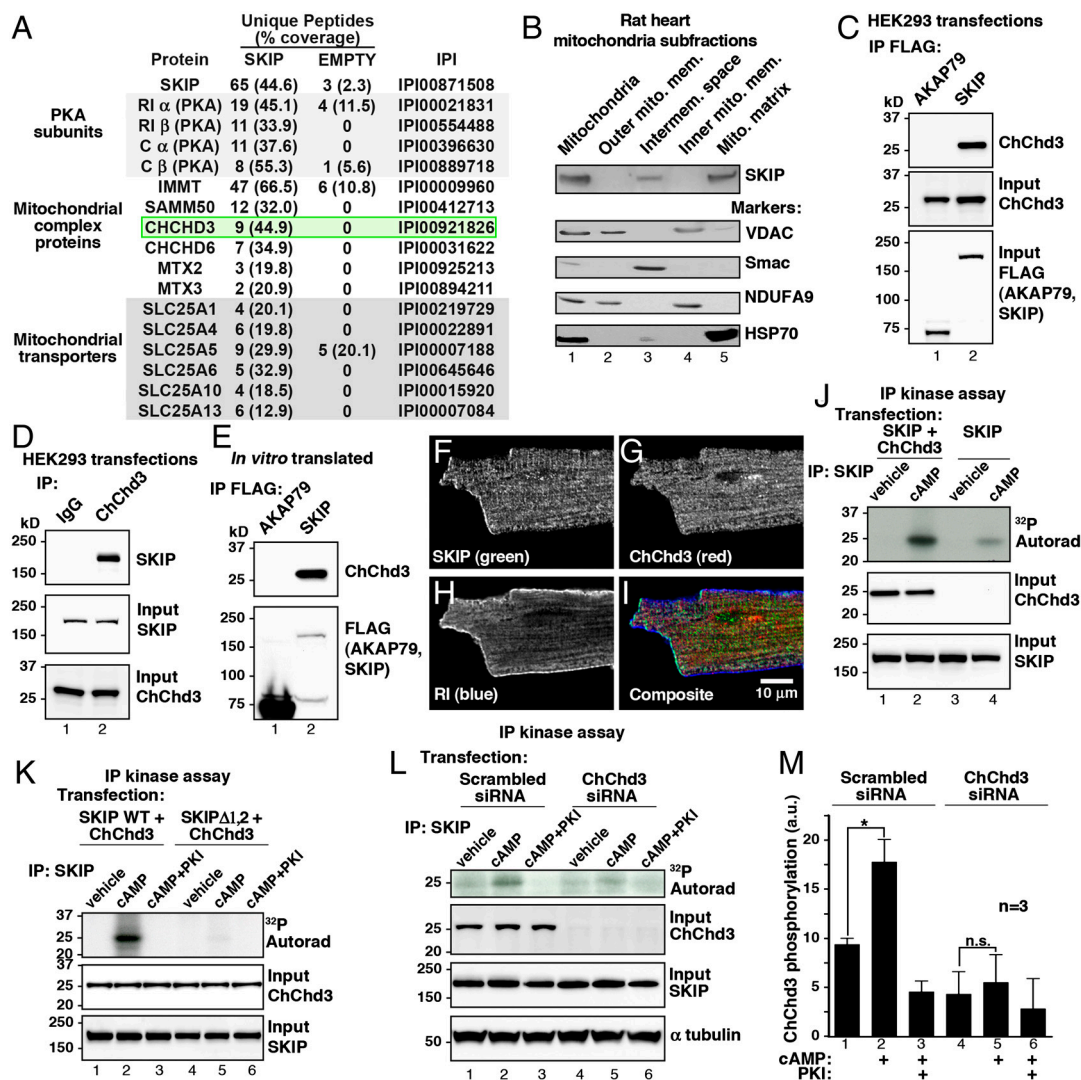 A
Unique Peptides
(% coverage)
Protein SKIP EMPTY IPI
SKIP 65 (44.6) 3 (2.3) IPI00871508
PKA subunits
RI α (PKA) 19 (45.1) 4 (11.5) IPI00021831
RI β (PKA) 11 (33.9) 0 IPI00554488
C α (PKA) 11 (37.6) 0 IPI00396630
C β (PKA) 8 (55.3) 1 (5.6) IPI00889718
Mitochondrial complex proteins
IMMT 47 (66.5) 6 (10.8) IPI00009960
SAMM50 12 (32.0) 0 IPI00412713
CHCHD3 9 (44.9) 0 IPI00921826
CHCHD6 7 (34.9) 0 IPI00031622
MTX2 3 (19.8) 0 IPI00925213
MTX3 2 (20.9) 0 IPI00894211
Mitochondrial transporters
SLC25A1 4 (20.1) 0 IPI00219729
SLC25A4 6 (19.8) 0 IPI00022891
SLC25A5 9 (29.9) 5 (20.1) IPI00007188
SLC25A6 5 (32.9) 0 IPI00645646
SLC25A10 4 (18.5) 0 IPI00015920
SLC25A13 6 (12.9) 0 IPI00007084
B
Rat heart
mitochondria subfractions
Mitochondria
Outer mito. mem.
Intermem. space
Inner mito. mem.
Mito. matrix
SKIP
Markers:
VDAC
Smac
NDUFA9
HSP70
1 2 3 4 5
C
HEK293 transfections
IP FLAG:
AKAP79
SKIP
kD
37
25
ChChd3
37
25
Input
ChChd3
250
150
100
75
Input
FLAG
(AKAP79,
SKIP)
1 2
D
HEK293 transfections
IP:
IgG
ChChd3
kD
250
150
SKIP
250
150
Input
SKIP
37
25
Input
ChChd3
1 2
E
In vitro translated
IP FLAG:
AKAP79
SKIP
kD
37
25
ChChd3
250
150
100
75
FLAG
(AKAP79,
SKIP)
1 2
F
SKIP (green)
G
ChChd3 (red)
H
RI (blue)
I
Composite
10 μm
J
IP kinase assay
Transfection:
SKIP +
ChChd3
SKIP
IP: SKIP
vehicle
cAMP
vehicle
cAMP
kD
37
25
20
32P
Autorad
25
20
Input
ChChd3
250
150
Input
SKIP
1 2 3 4
K
IP kinase assay
Transfection:
SKIP WT +
ChChd3
SKIPΔ1,2 +
ChChd3
IP: SKIP
vehicle
cAMP
cAMP+PKI
vehicle
cAMP
cAMP+PKI
37
25
20
32P
Autorad
37
25
20
Input
ChChd3
250
150
Input
SKIP
1 2 3 4 5 6
IP kinase assay
L
Transfection:
Scrambled
siRNA
ChChd3
siRNA
IP: SKIP
vehicle
cAMP
cAMP+PKI
vehicle
cAMP
cAMP+PKI
25
32P
Autorad
25
20
Input
ChChd3
250
150
Input
SKIP
50
α tubulin
1 2 3 4 5 6
M
Scrambled
siRNA
ChChd3
siRNA
ChChd3 phosphorylation (a.u.)
20
15
10
5
0
*
n.s.
n=3
1 2 3 4 5 6
cAMP: + + + +
PKI: + +